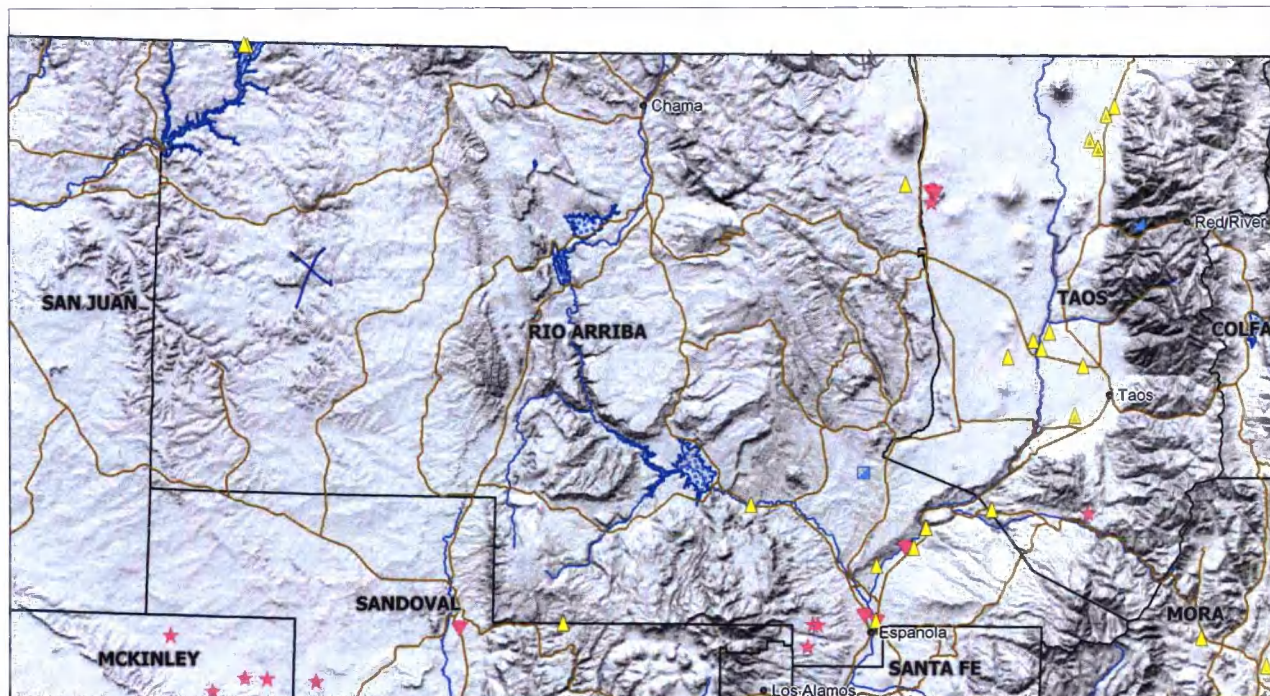 Chama
Red River
SAN JUAN
TAOS
RIO ARRIBA
COLFA
Taos
SANDOVAL
MORA
Espanola
MCKINLEY
SANTA FE
Los Alamos